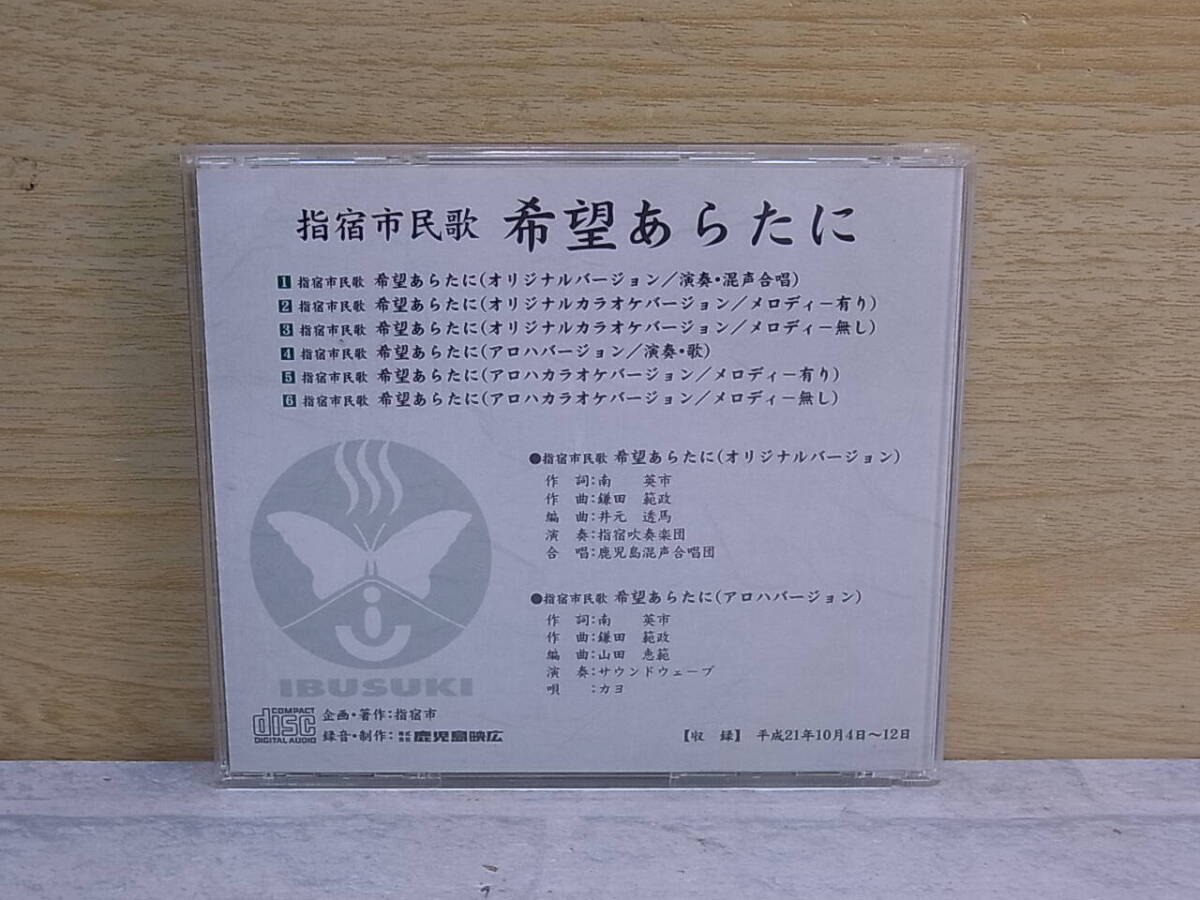 指宿市民歌 希望あらたに
1 指宿市民歌 希望あらたに(オリジナルバージョン/演奏・混声合唱)
2 指宿市民歌 希望あらたに(オリジナルカラオケバージョン/メロディー有り)
3 指宿市民歌 希望あらたに(オリジナルカラオケバージョン/メロディー無し)
4 指宿市民歌 希望あらたに(アロハバージョン/演奏・歌)
5 指宿市民歌 希望あらたに(アロハカラオケバージョン/メロディー有り)
6 指宿市民歌 希望あらたに(アロハカラオケバージョン/メロディー無し)
●指宿市民歌 希望あらたに(オリジナルバージョン)
作 詞:南 英市
作 曲:鎌田 範政
編 曲:井元 透馬
演 奏:指宿吹奏楽団
合 唱:鹿児島混声合唱団
●指宿市民歌 希望あらたに(アロハバージョン)
作 詞:南 英市
作 曲:鎌田 範政
編 曲:山田 恵範
演 奏:サウンドウェーブ
唄 :カヨ
IBUSUKI
COMPACT
disc
DIGITAL AUDIO
企画・著作:指宿市
録音・制作:株式会社 鹿児島映広
【収 録】 平成21年10月4日~12日